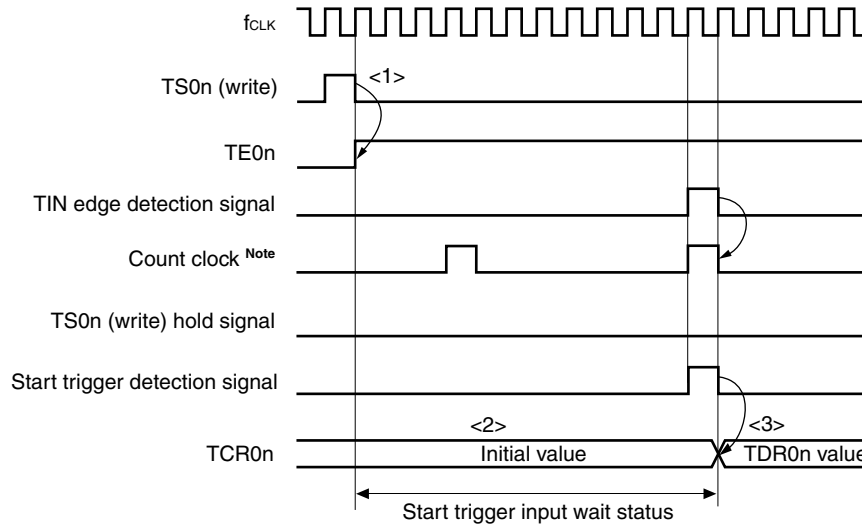 fCLK
TS0n (write)
<1>
TE0n
TIN edge detection signal
Count clock Note
TS0n (write) hold signal
Start trigger detection signal
<2>
<3>
TCR0n
Initial value
TDR0n value
Start trigger input wait status